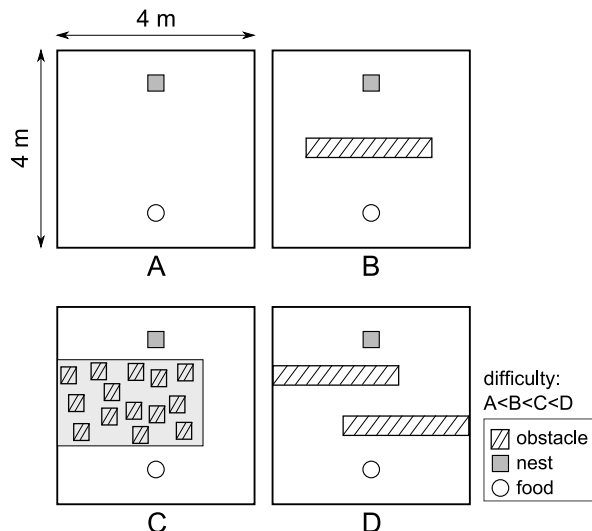 4 m
4 m
A
B
C
D
difficulty:
A<B<C<D
obstacle
nest
food